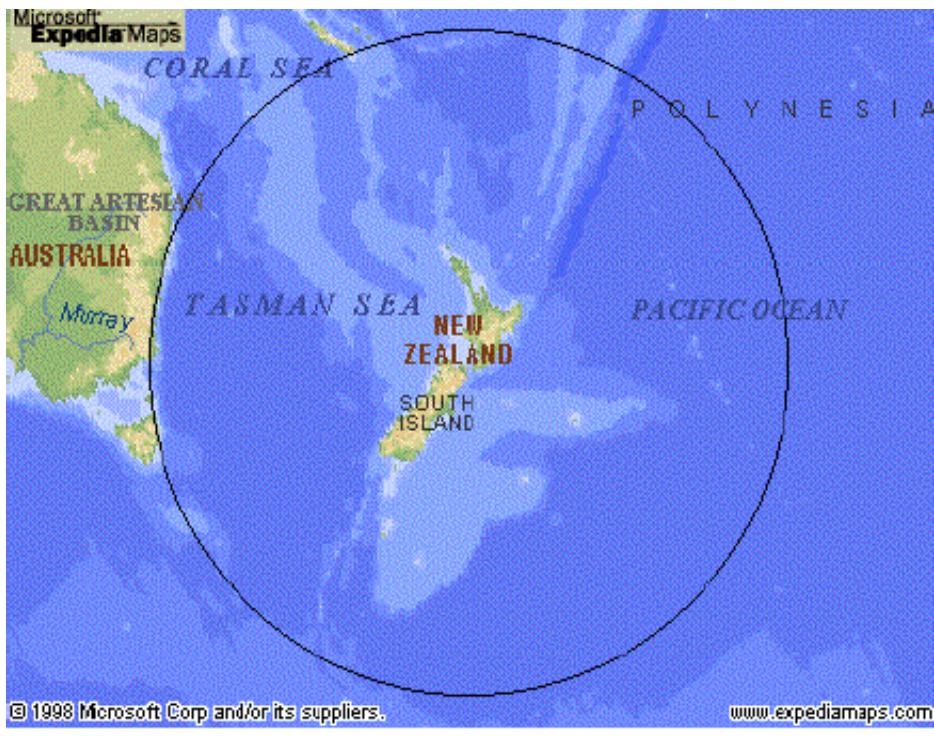 Microsoft
Expedia Maps
CORAL SEA
POLYNESIA
GREAT ARTESIAN
BASIN
AUSTRALIA
Murray
TASMAN SEA
PACIFIC OCEAN
NEW
ZEALAND
SOUTH
ISLAND
© 1998 Microsoft Corp and/or its suppliers.
www.expediamaps.com